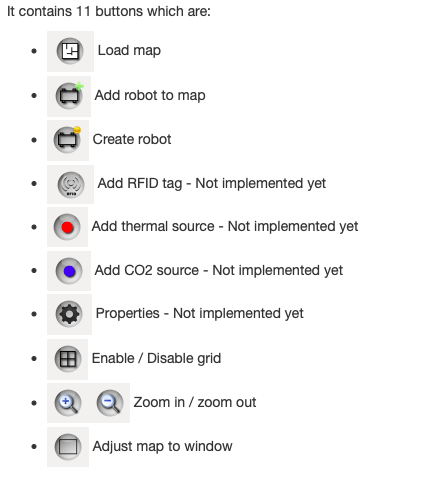 It contains 11 buttons which are:
Load map
Add robot to map
Create robot
RFID
Add RFID tag - Not implemented yet
Add thermal source - Not implemented yet
Add CO2 source - Not implemented yet
Properties - Not implemented yet
Enable / Disable grid
Zoom in / zoom out
Adjust map to window